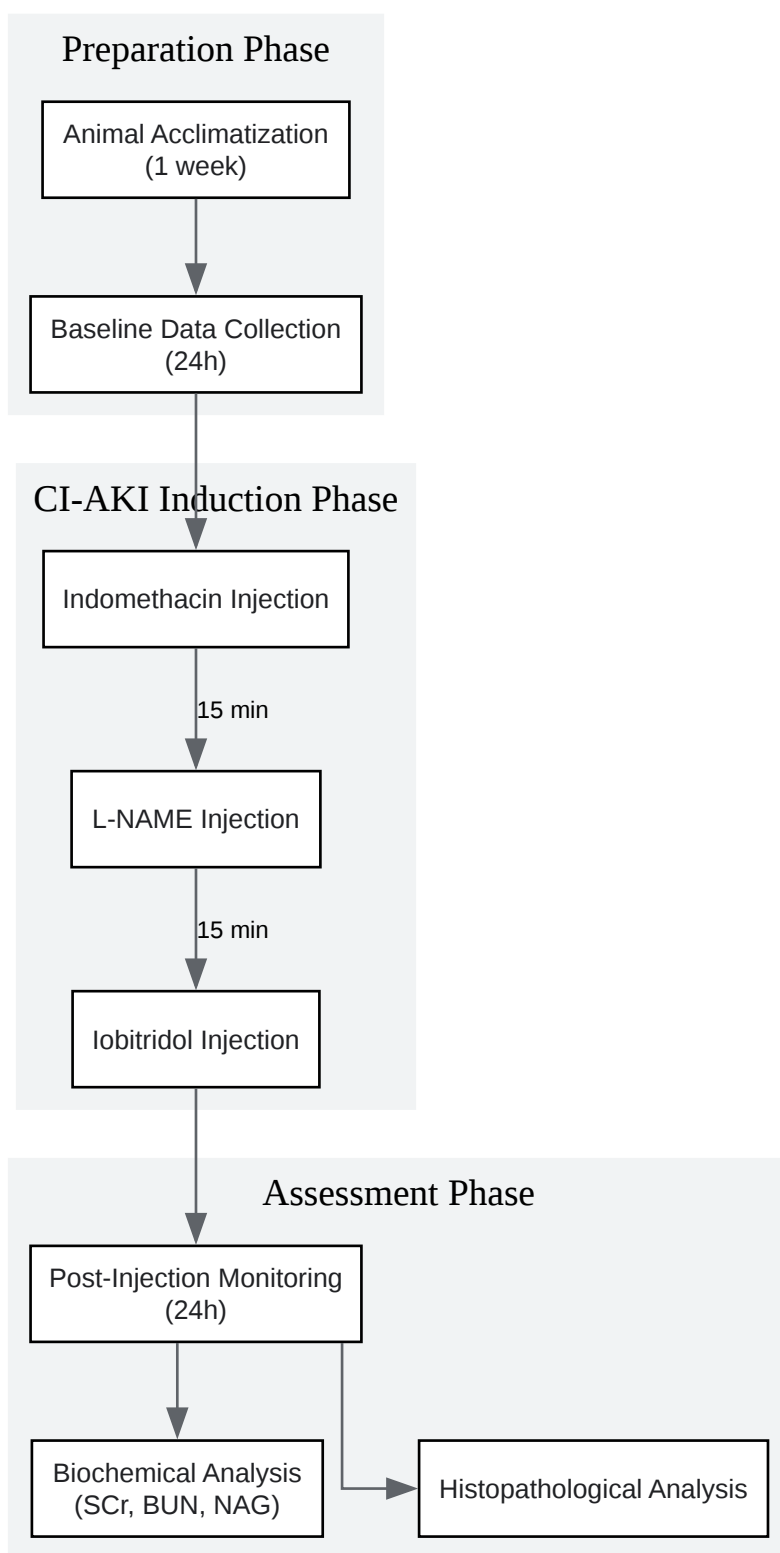 Preparation Phase
Animal Acclimatization
(1 week)
Baseline Data Collection
(24h)
CI-AKI Induction Phase
Indomethacin Injection
15 min
L-NAME Injection
15 min
Iobitridol Injection
Assessment Phase
Post-Injection Monitoring
(24h)
Biochemical Analysis
(SCr, BUN, NAG)
Histopathological Analysis